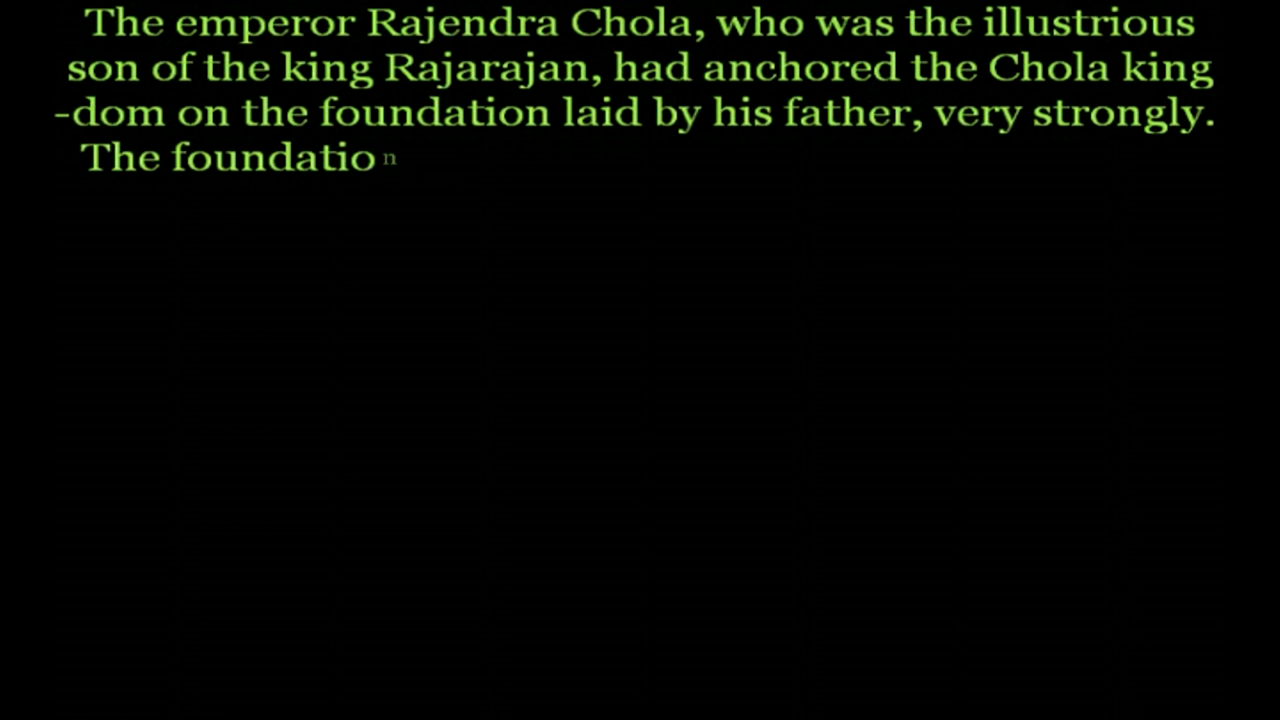 The emperor Rajendra Chola, who was the illustrious
son of the king Rajarajan, had anchored the Chola king
-dom on the foundation laid by his father, very strongly.
The foundation